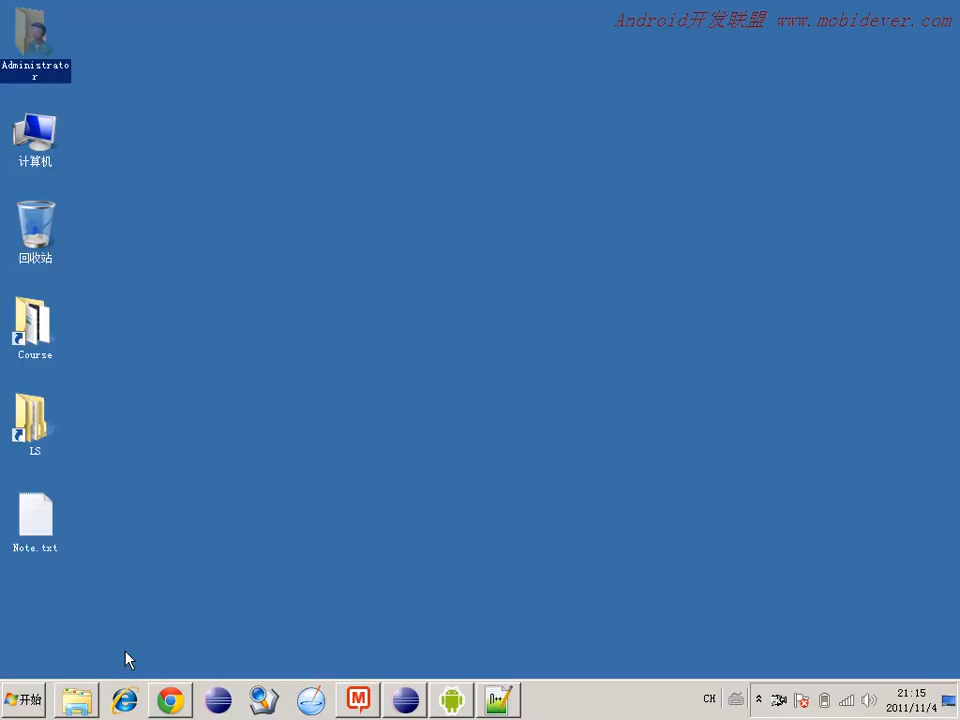 Android开发联盟 www.mobidever.com
Administrato
r
计算机
回收站
Course
LS
Note.txt
开始
CH
21:15
2011/11/4